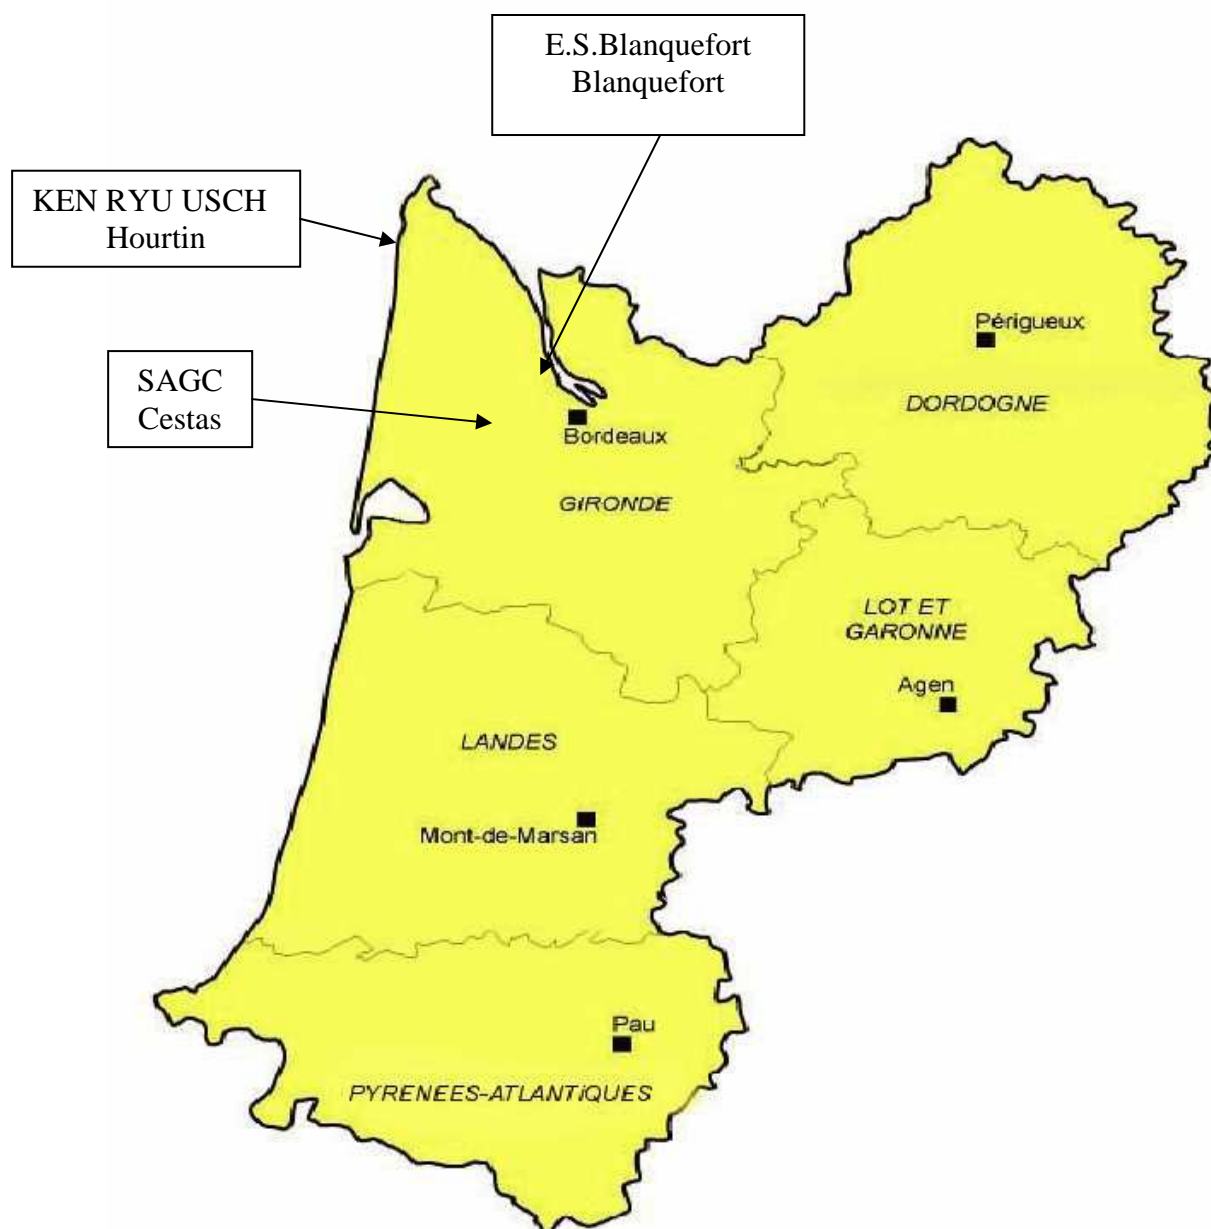 E.S.Blanquefort
Blanquefort
KEN RYU USCH
Hourtin
SAGC
Cestas
Périgueux
DORDOGNE
Bordeaux
GIRONDE
LOT ET
GARONNE
Agen
LANDES
Mont-de-Marsan
Pau
PYRENEES-ATLANTIQUES